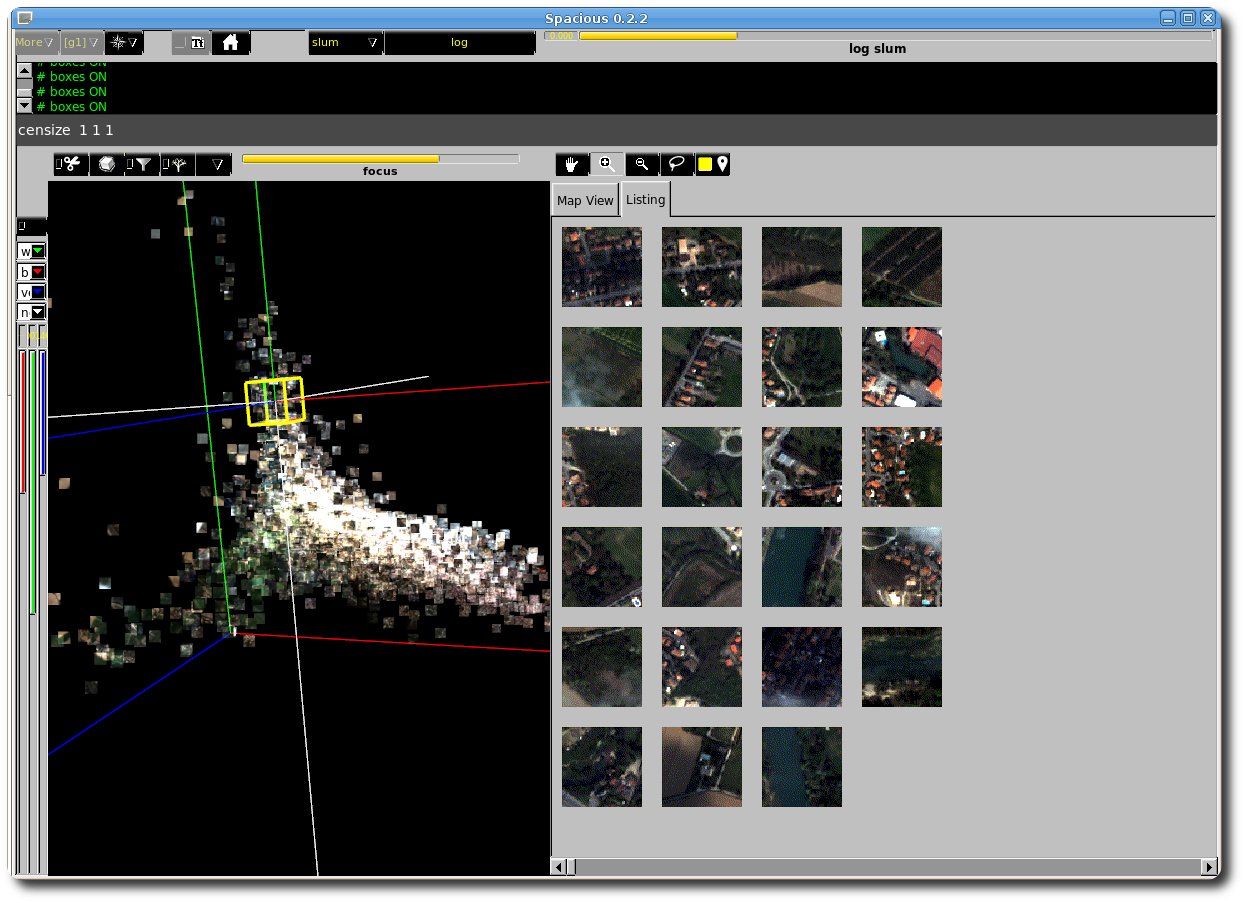 Spacious 0.2.2
More
[g1]
Tt
slum
log
0.000
log slum
# boxes ON
# boxes ON
# boxes ON
# boxes ON
censize 1 1 1
focus
Map View
Listing
w
b
n